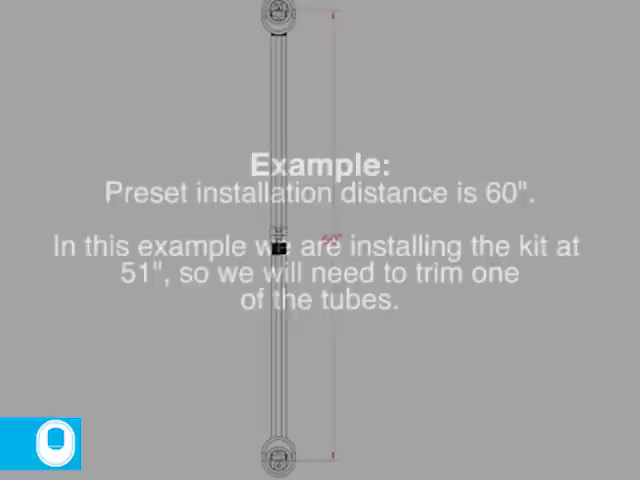 Example:
Preset installation distance is 60".
In this example we are installing the kit at
51", so we will need to trim one
of the tubes.